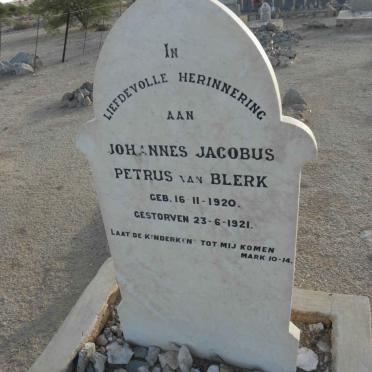 IN
LIEFDEVOLLE HERINNERING
AAN
JOHANNES JACOBUS
PETRUS VAN BLERK
GEB. 16 11-1920.
GESTORVEN 23-6-1921.
LAAT DE KINDERKENS TOT MIJ KOMEN
MARK 10-14.